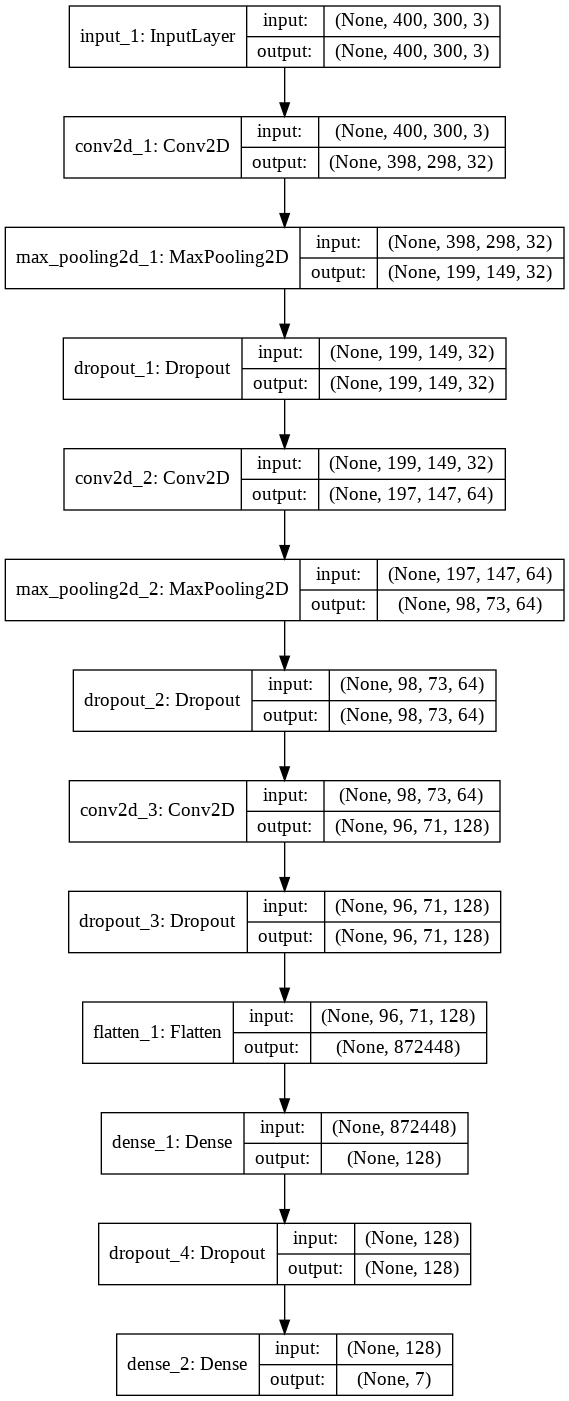 input_1: InputLayer
input: (None, 400, 300, 3)
output: (None, 400, 300, 3)
conv2d_1: Conv2D
input: (None, 400, 300, 3)
output: (None, 398, 298, 32)
max_pooling2d_1: MaxPooling2D
input: (None, 398, 298, 32)
output: (None, 199, 149, 32)
dropout_1: Dropout
input: (None, 199, 149, 32)
output: (None, 199, 149, 32)
conv2d_2: Conv2D
input: (None, 199, 149, 32)
output: (None, 197, 147, 64)
max_pooling2d_2: MaxPooling2D
input: (None, 197, 147, 64)
output: (None, 98, 73, 64)
dropout_2: Dropout
input: (None, 98, 73, 64)
output: (None, 98, 73, 64)
conv2d_3: Conv2D
input: (None, 98, 73, 64)
output: (None, 96, 71, 128)
dropout_3: Dropout
input: (None, 96, 71, 128)
output: (None, 96, 71, 128)
flatten_1: Flatten
input: (None, 96, 71, 128)
output: (None, 872448)
dense_1: Dense
input: (None, 872448)
output: (None, 128)
dropout_4: Dropout
input: (None, 128)
output: (None, 128)
dense_2: Dense
input: (None, 128)
output: (None, 7)